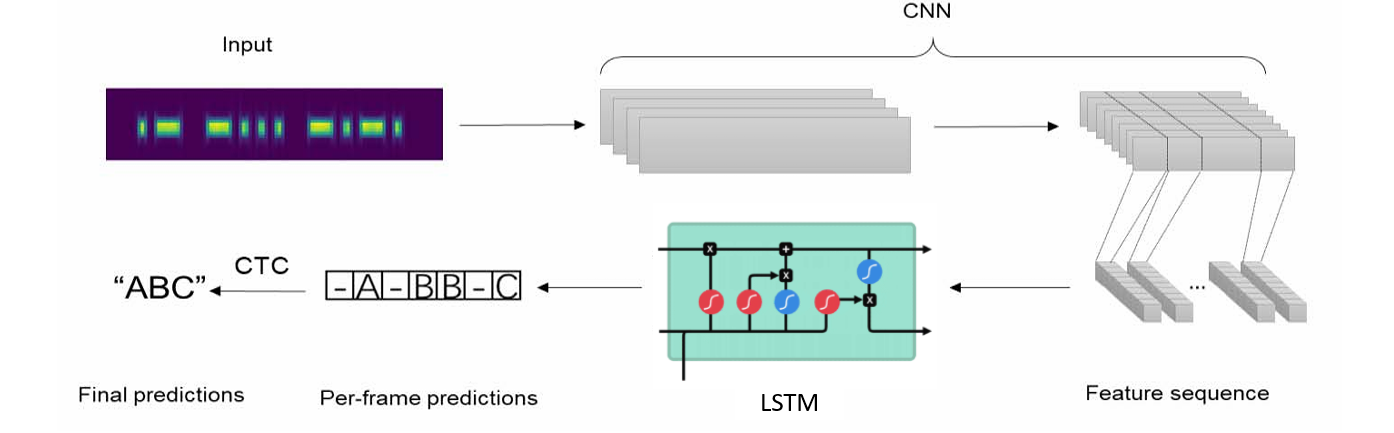 CNN
Input
“ABC”
CTC
-A-BB-C
x
+
x
x
...
Final predictions
Per-frame predictions
LSTM
Feature sequence